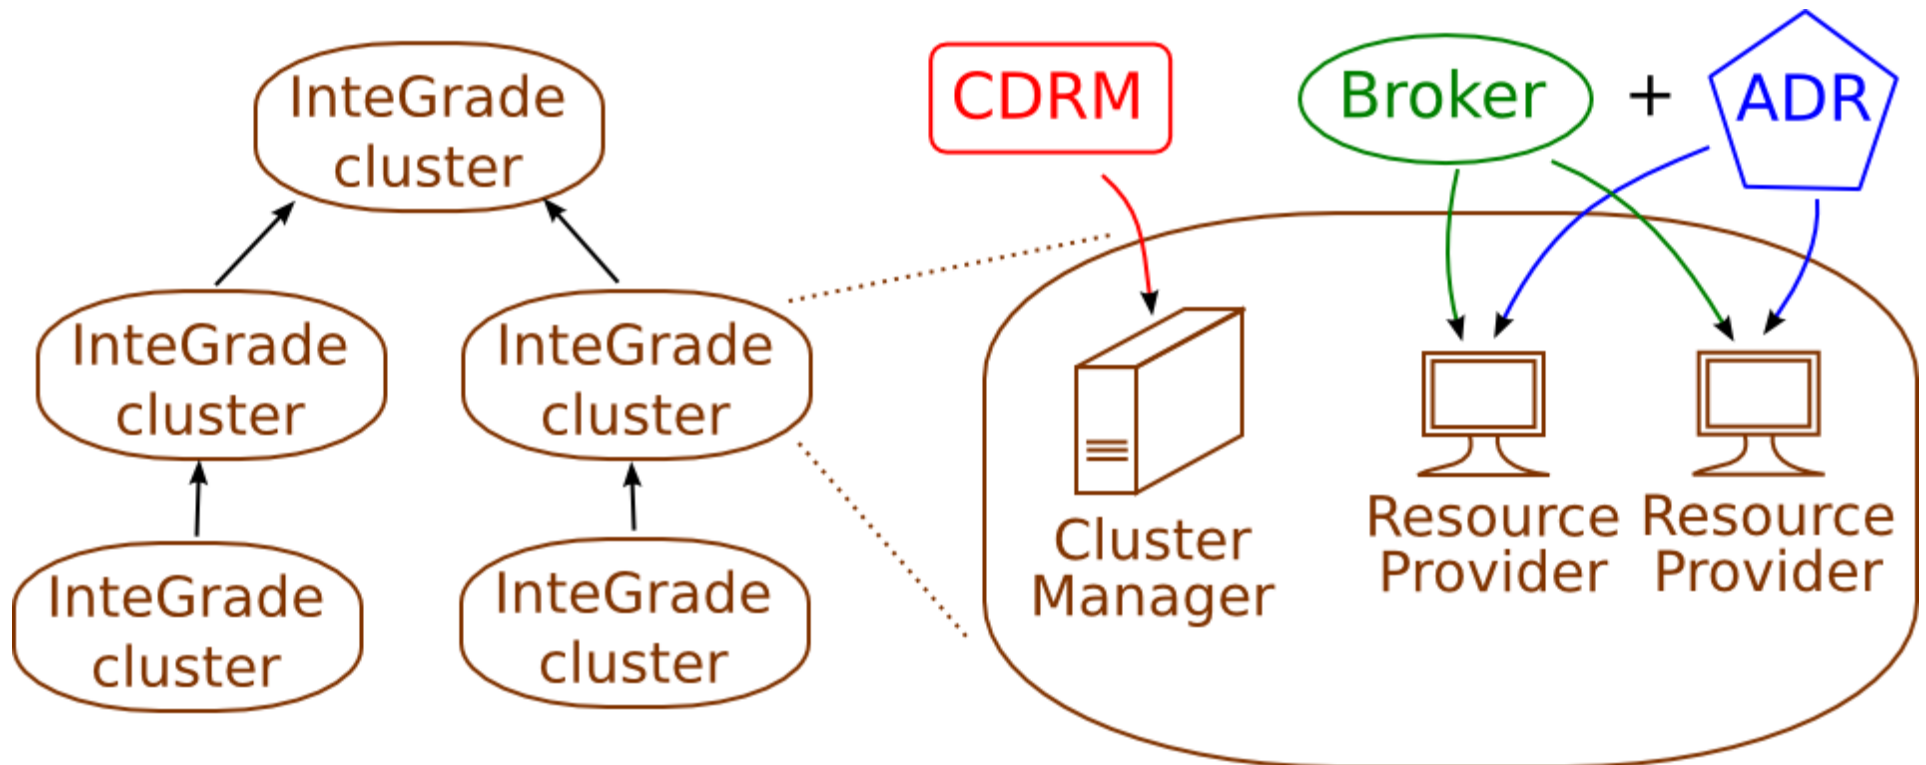 InteGrade
cluster
CDRM
Broker
+
ADR
InteGrade
cluster
InteGrade
cluster
InteGrade
cluster
InteGrade
cluster
Cluster
Manager
Resource
Provider
Resource
Provider